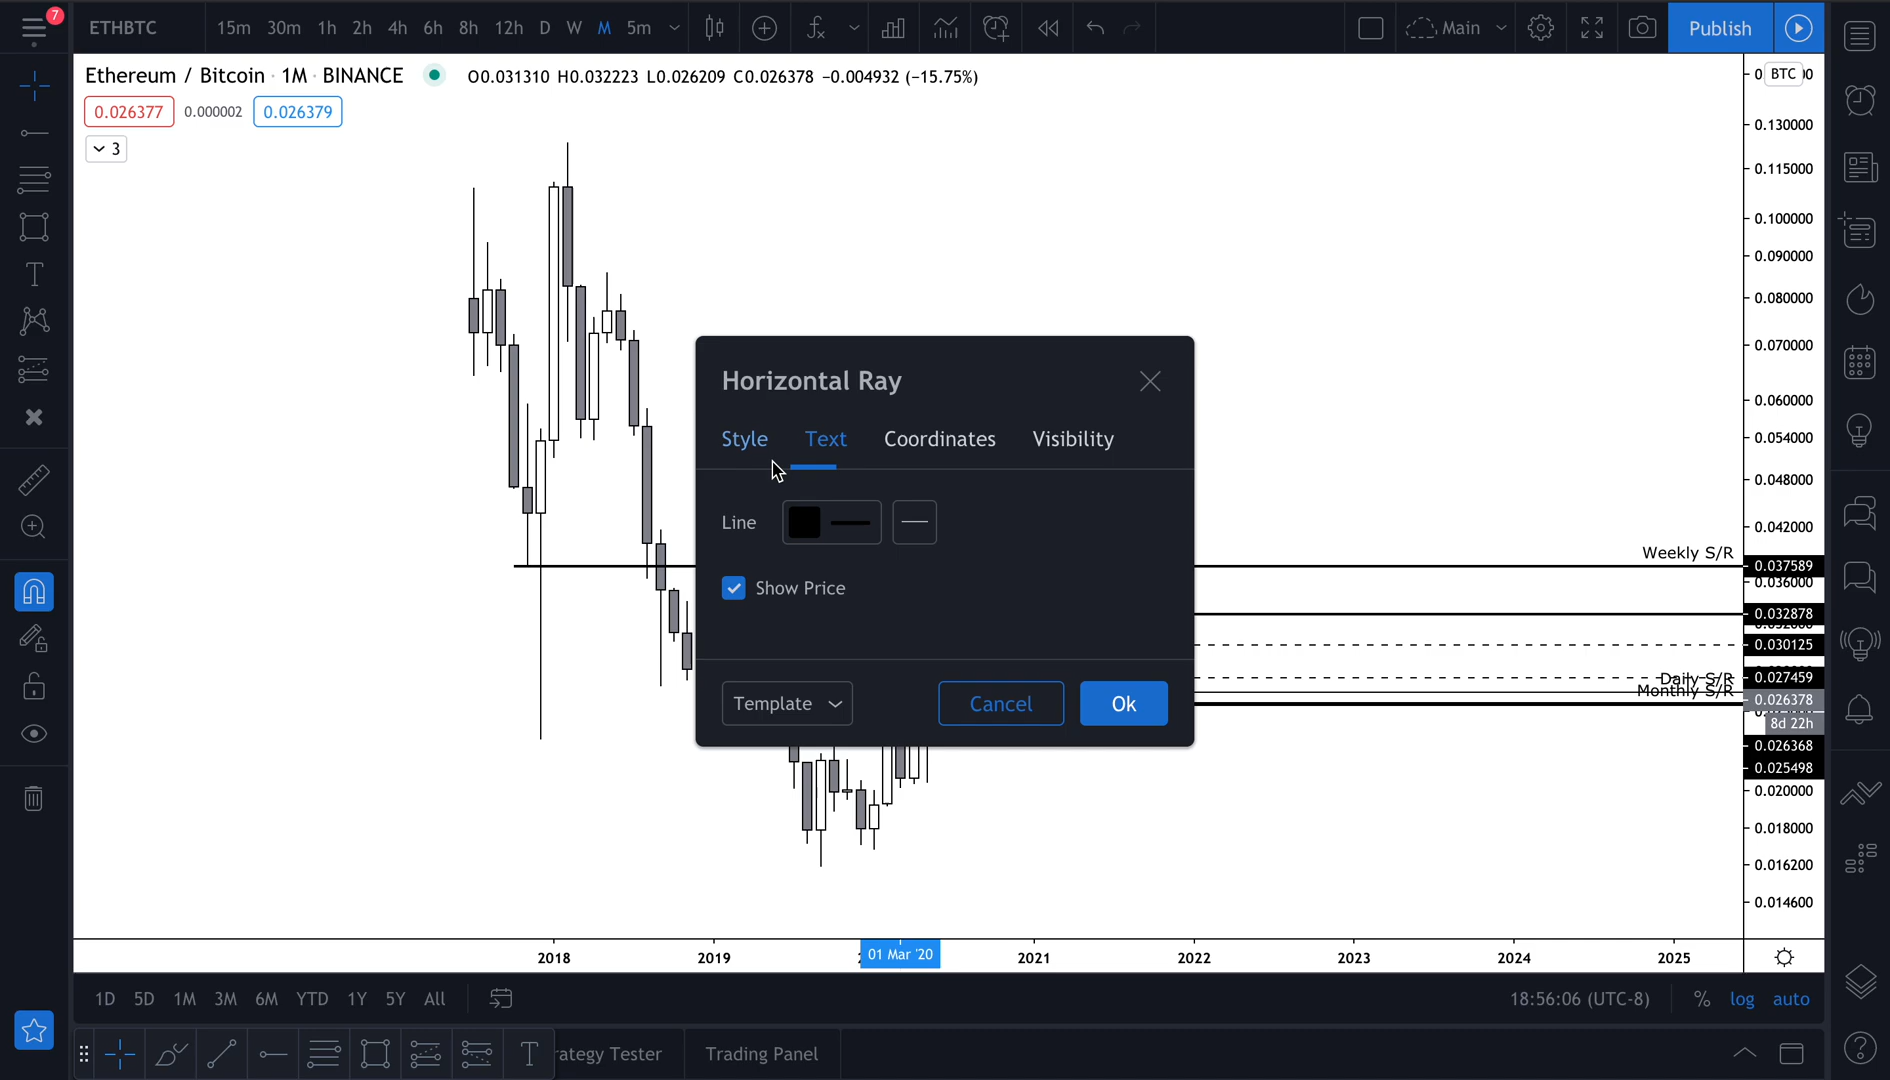 7
ETHBTC
15m 30m 1h 2h 4h 6h 8h 12h D W M 5m
Main
Publish
Ethereum / Bitcoin · 1M · BINANCE
O0.031310 H0.032223 L0.026209 C0.026378 −0.004932 (−15.75%)
BTC
0.026377 0.000002 0.026379
3
0.130000
0.115000
0.100000
0.090000
0.080000
0.070000
0.060000
0.054000
0.048000
0.042000
Horizontal Ray
Style Text Coordinates Visibility
Line
Show Price
Template Cancel Ok
Weekly S/R
0.037589
0.036000
0.032878
0.030125
Daily S/R
0.027459
Monthly S/R
0.026378
8d 22h
0.026368
0.025498
0.020000
0.018000
0.016200
0.014600
2018 2019 01 Mar '20 2021 2022 2023 2024 2025
1D 5D 1M 3M 6M YTD 1Y 5Y All
18:56:06 (UTC-8) % log auto
rategy Tester Trading Panel